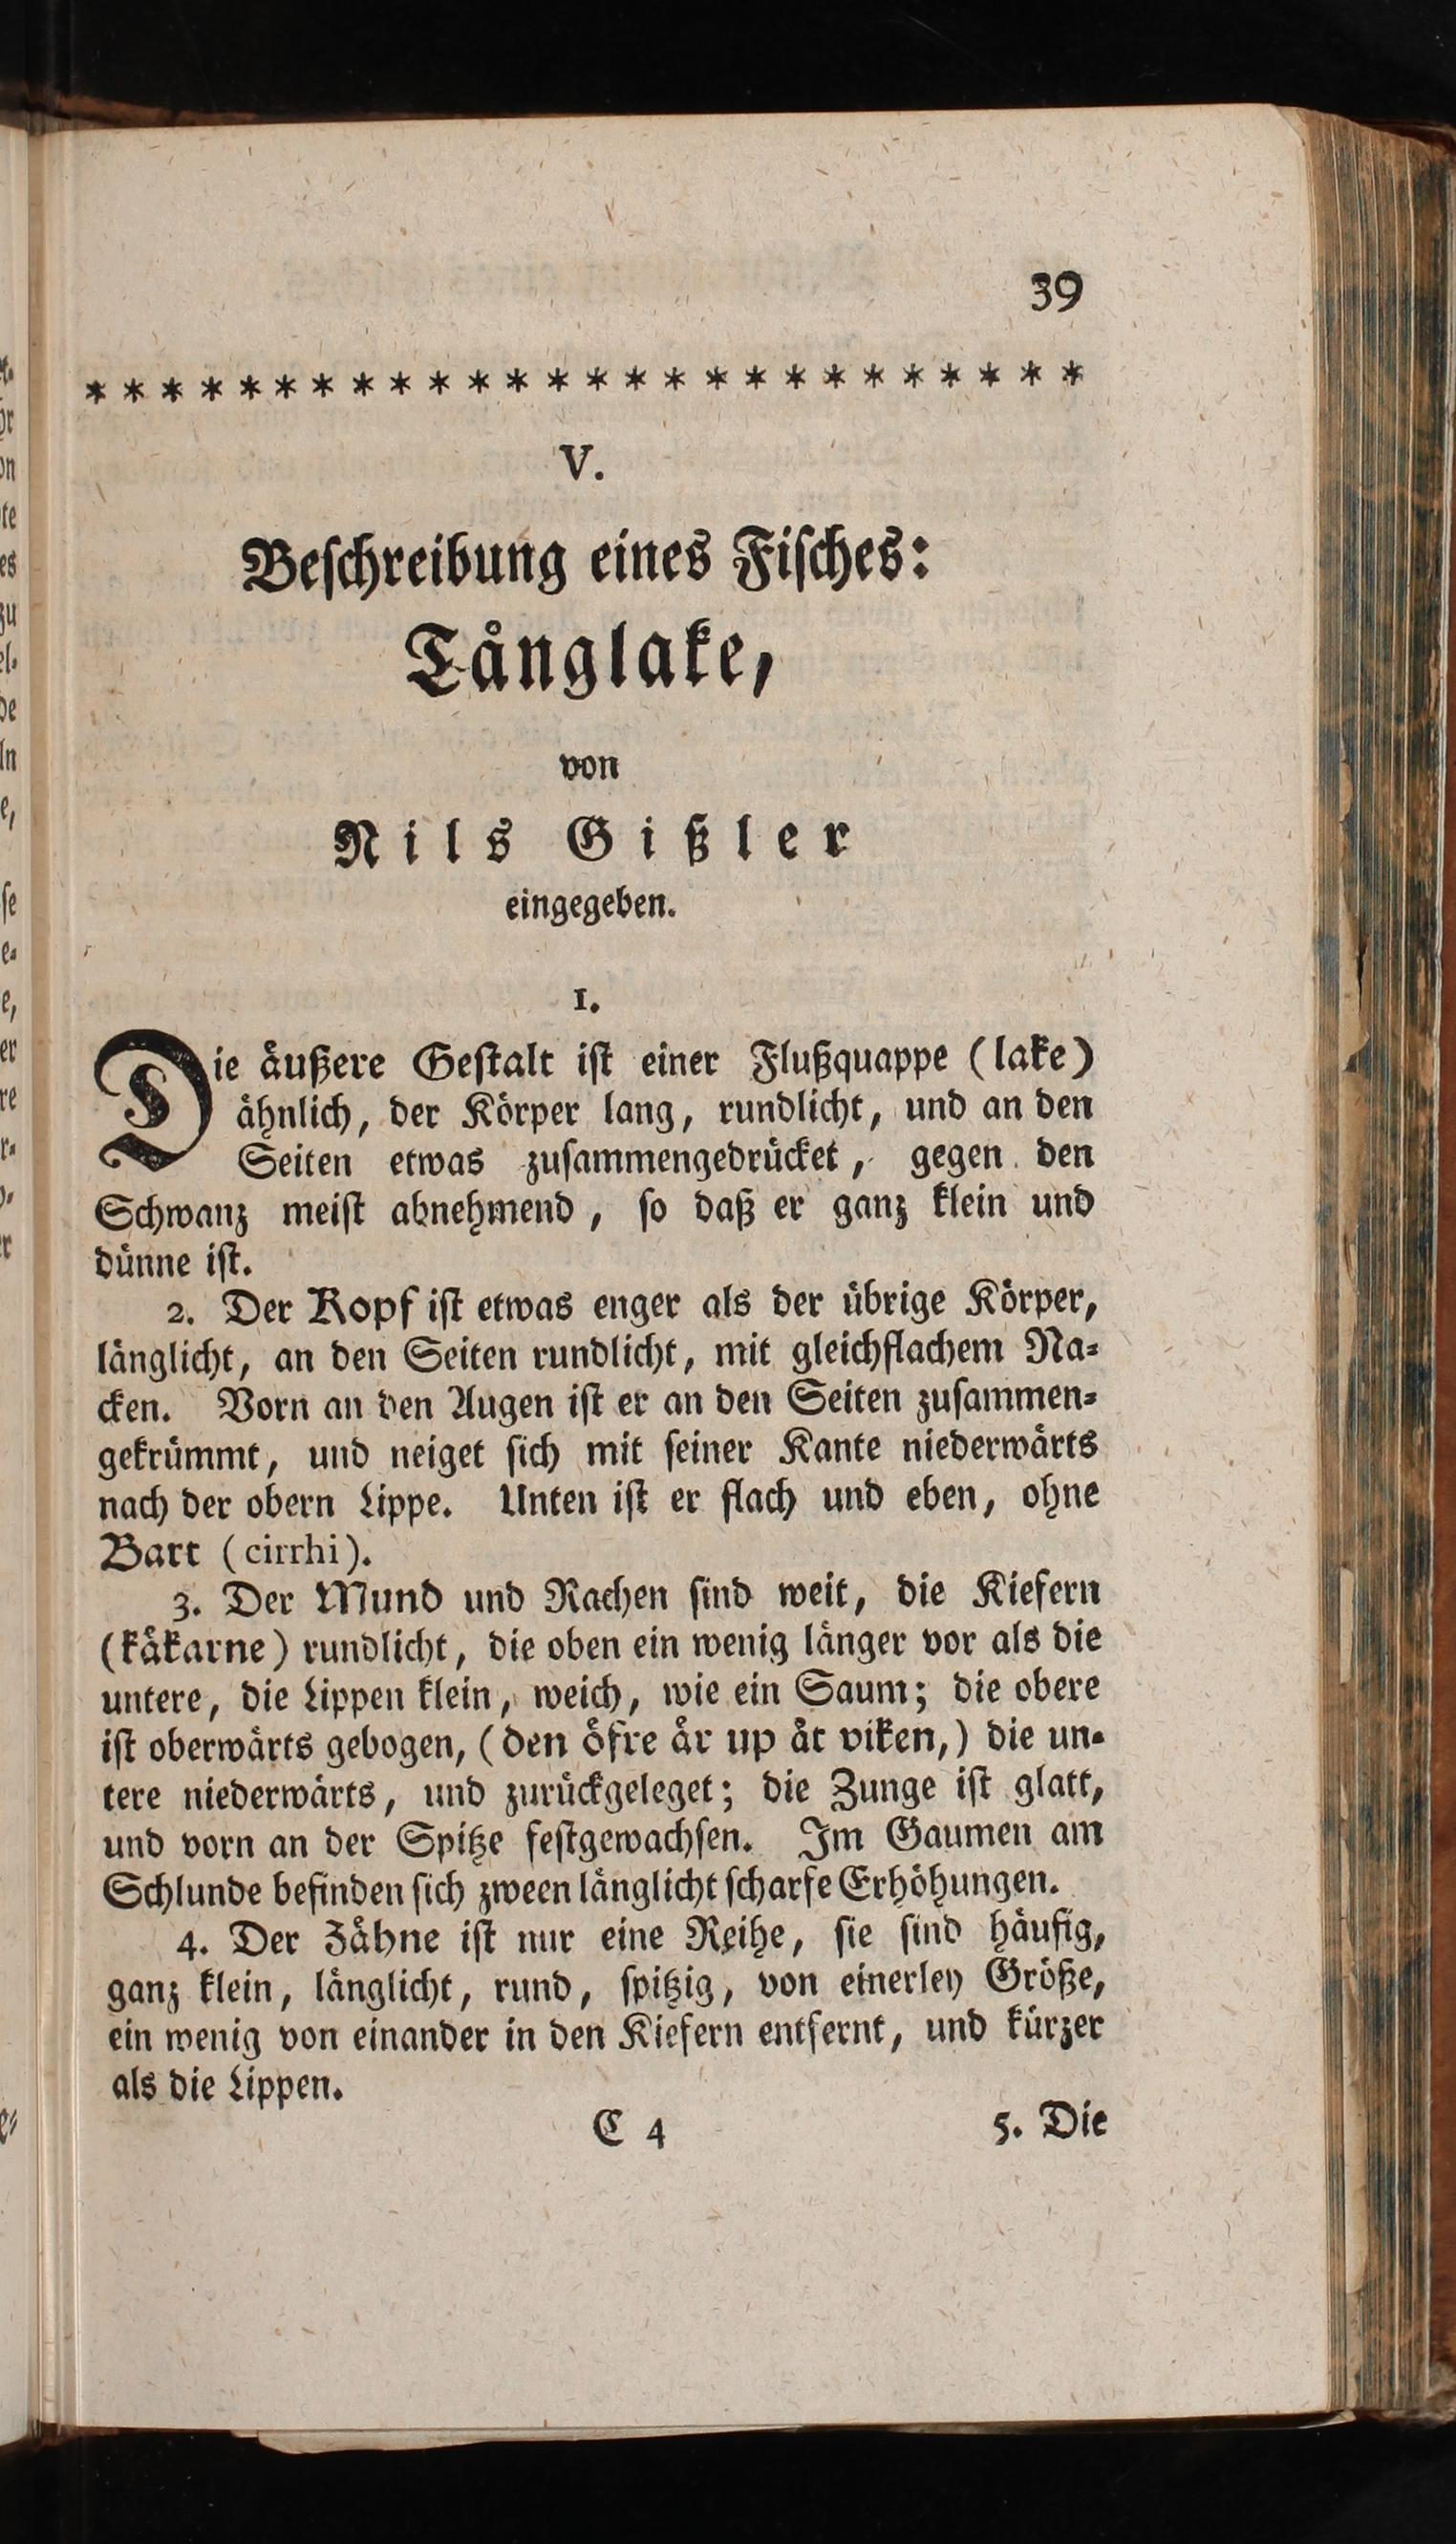 39
* * * * * * * * * * * * * * * * * * * * * * * * * *
V.
Beſchreibung eines Fiſches:
Tånglake,
von
Nils Gißler
eingegeben.
1.
Die äußere Geſtalt iſt einer Flußquappe (lake)
ähnlich, der Körper lang, rundlicht, und an den
Seiten etwas zuſammengedrücket, gegen den
Schwanz meiſt abnehmend, ſo daß er ganz klein und
dünne iſt.
2. Der Kopf iſt etwas enger als der übrige Körper,
länglicht, an den Seiten rundlicht, mit gleichflachem Na-
cken. Vorn an den Augen iſt er an den Seiten zuſammen-
gekrümmt, und neiget ſich mit ſeiner Kante niederwärts
nach der obern Lippe. Unten iſt er flach und eben, ohne
Bart (cirrhi).
3. Der Mund und Rachen ſind weit, die Kiefern
(kåkarne) rundlicht, die oben ein wenig länger vor als die
untere, die Lippen klein, weich, wie ein Saum; die obere
iſt oberwärts gebogen, (den öfre år up åt viken,) die un-
tere niederwärts, und zurückgeleget; die Zunge iſt glatt,
und vorn an der Spitze feſtgewachſen. Im Gaumen am
Schlunde befinden ſich zween länglicht ſcharfe Erhöhungen.
4. Der Zähne iſt nur eine Reihe, ſie ſind häufig,
ganz klein, länglicht, rund, ſpitzig, von einerley Größe,
ein wenig von einander in den Kiefern entfernt, und kürzer
als die Lippen.
C 4 5. Die